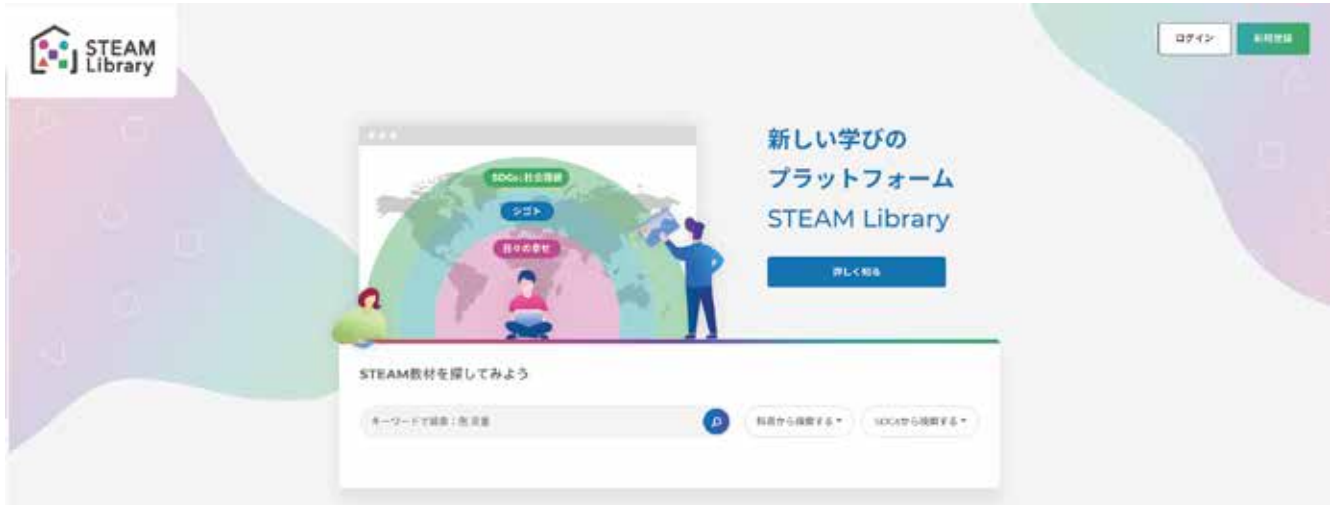 STEAM
Library
ログイン
新規登録
新しい学びの
プラットフォーム
STEAM Library
詳しく知る
SDGs・社会課題
シゴト
日々の幸せ
STEAM教材を探してみよう
キーワードで検索：例 災害
科目から検索する
SDGsから検索する